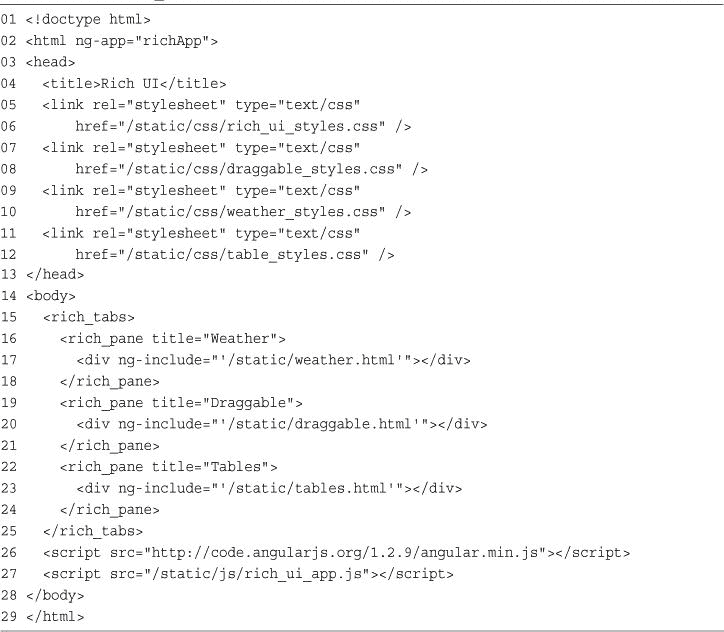 01 <!doctype html>
02 <html ng-app="richApp">
03 <head>
04   <title>Rich UI</title>
05   <link rel="stylesheet" type="text/css"
06       href="/static/css/rich_ui_styles.css" />
07   <link rel="stylesheet" type="text/css"
08       href="/static/css/draggable_styles.css" />
09   <link rel="stylesheet" type="text/css"
10       href="/static/css/weather_styles.css" />
11   <link rel="stylesheet" type="text/css"
12       href="/static/css/table_styles.css" />
13 </head>
14 <body>
15   <rich_tabs>
16     <rich_pane title="Weather">
17       <div ng-include="'/static/weather.html'"></div>
18     </rich_pane>
19     <rich_pane title="Draggable">
20       <div ng-include="'/static/draggable.html'"></div>
21     </rich_pane>
22     <rich_pane title="Tables">
23       <div ng-include="'/static/tables.html'"></div>
24     </rich_pane>
25   </rich_tabs>
26   <script src="http://code.angularjs.org/1.2.9/angular.min.js"></script>
27   <script src="/static/js/rich_ui_app.js"></script>
28 </body>
29 </html>